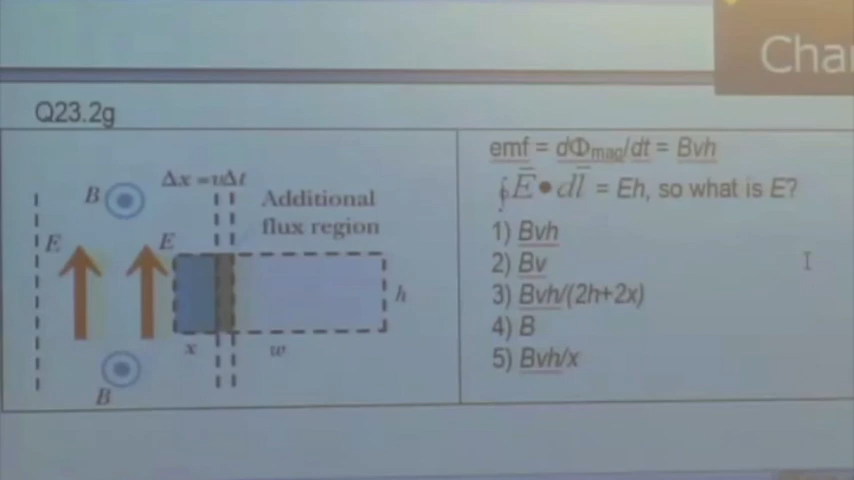 Cha
Q23.2g
Δx = vΔt
B
Additional
flux region
E
E
h
x
w
B
emf = dΦmag/dt = Bvh
∮E̅•dl̅ = Eh, so what is E?
1) Bvh
2) Bv
3) Bvh/(2h+2x)
4) B
5) Bvh/x